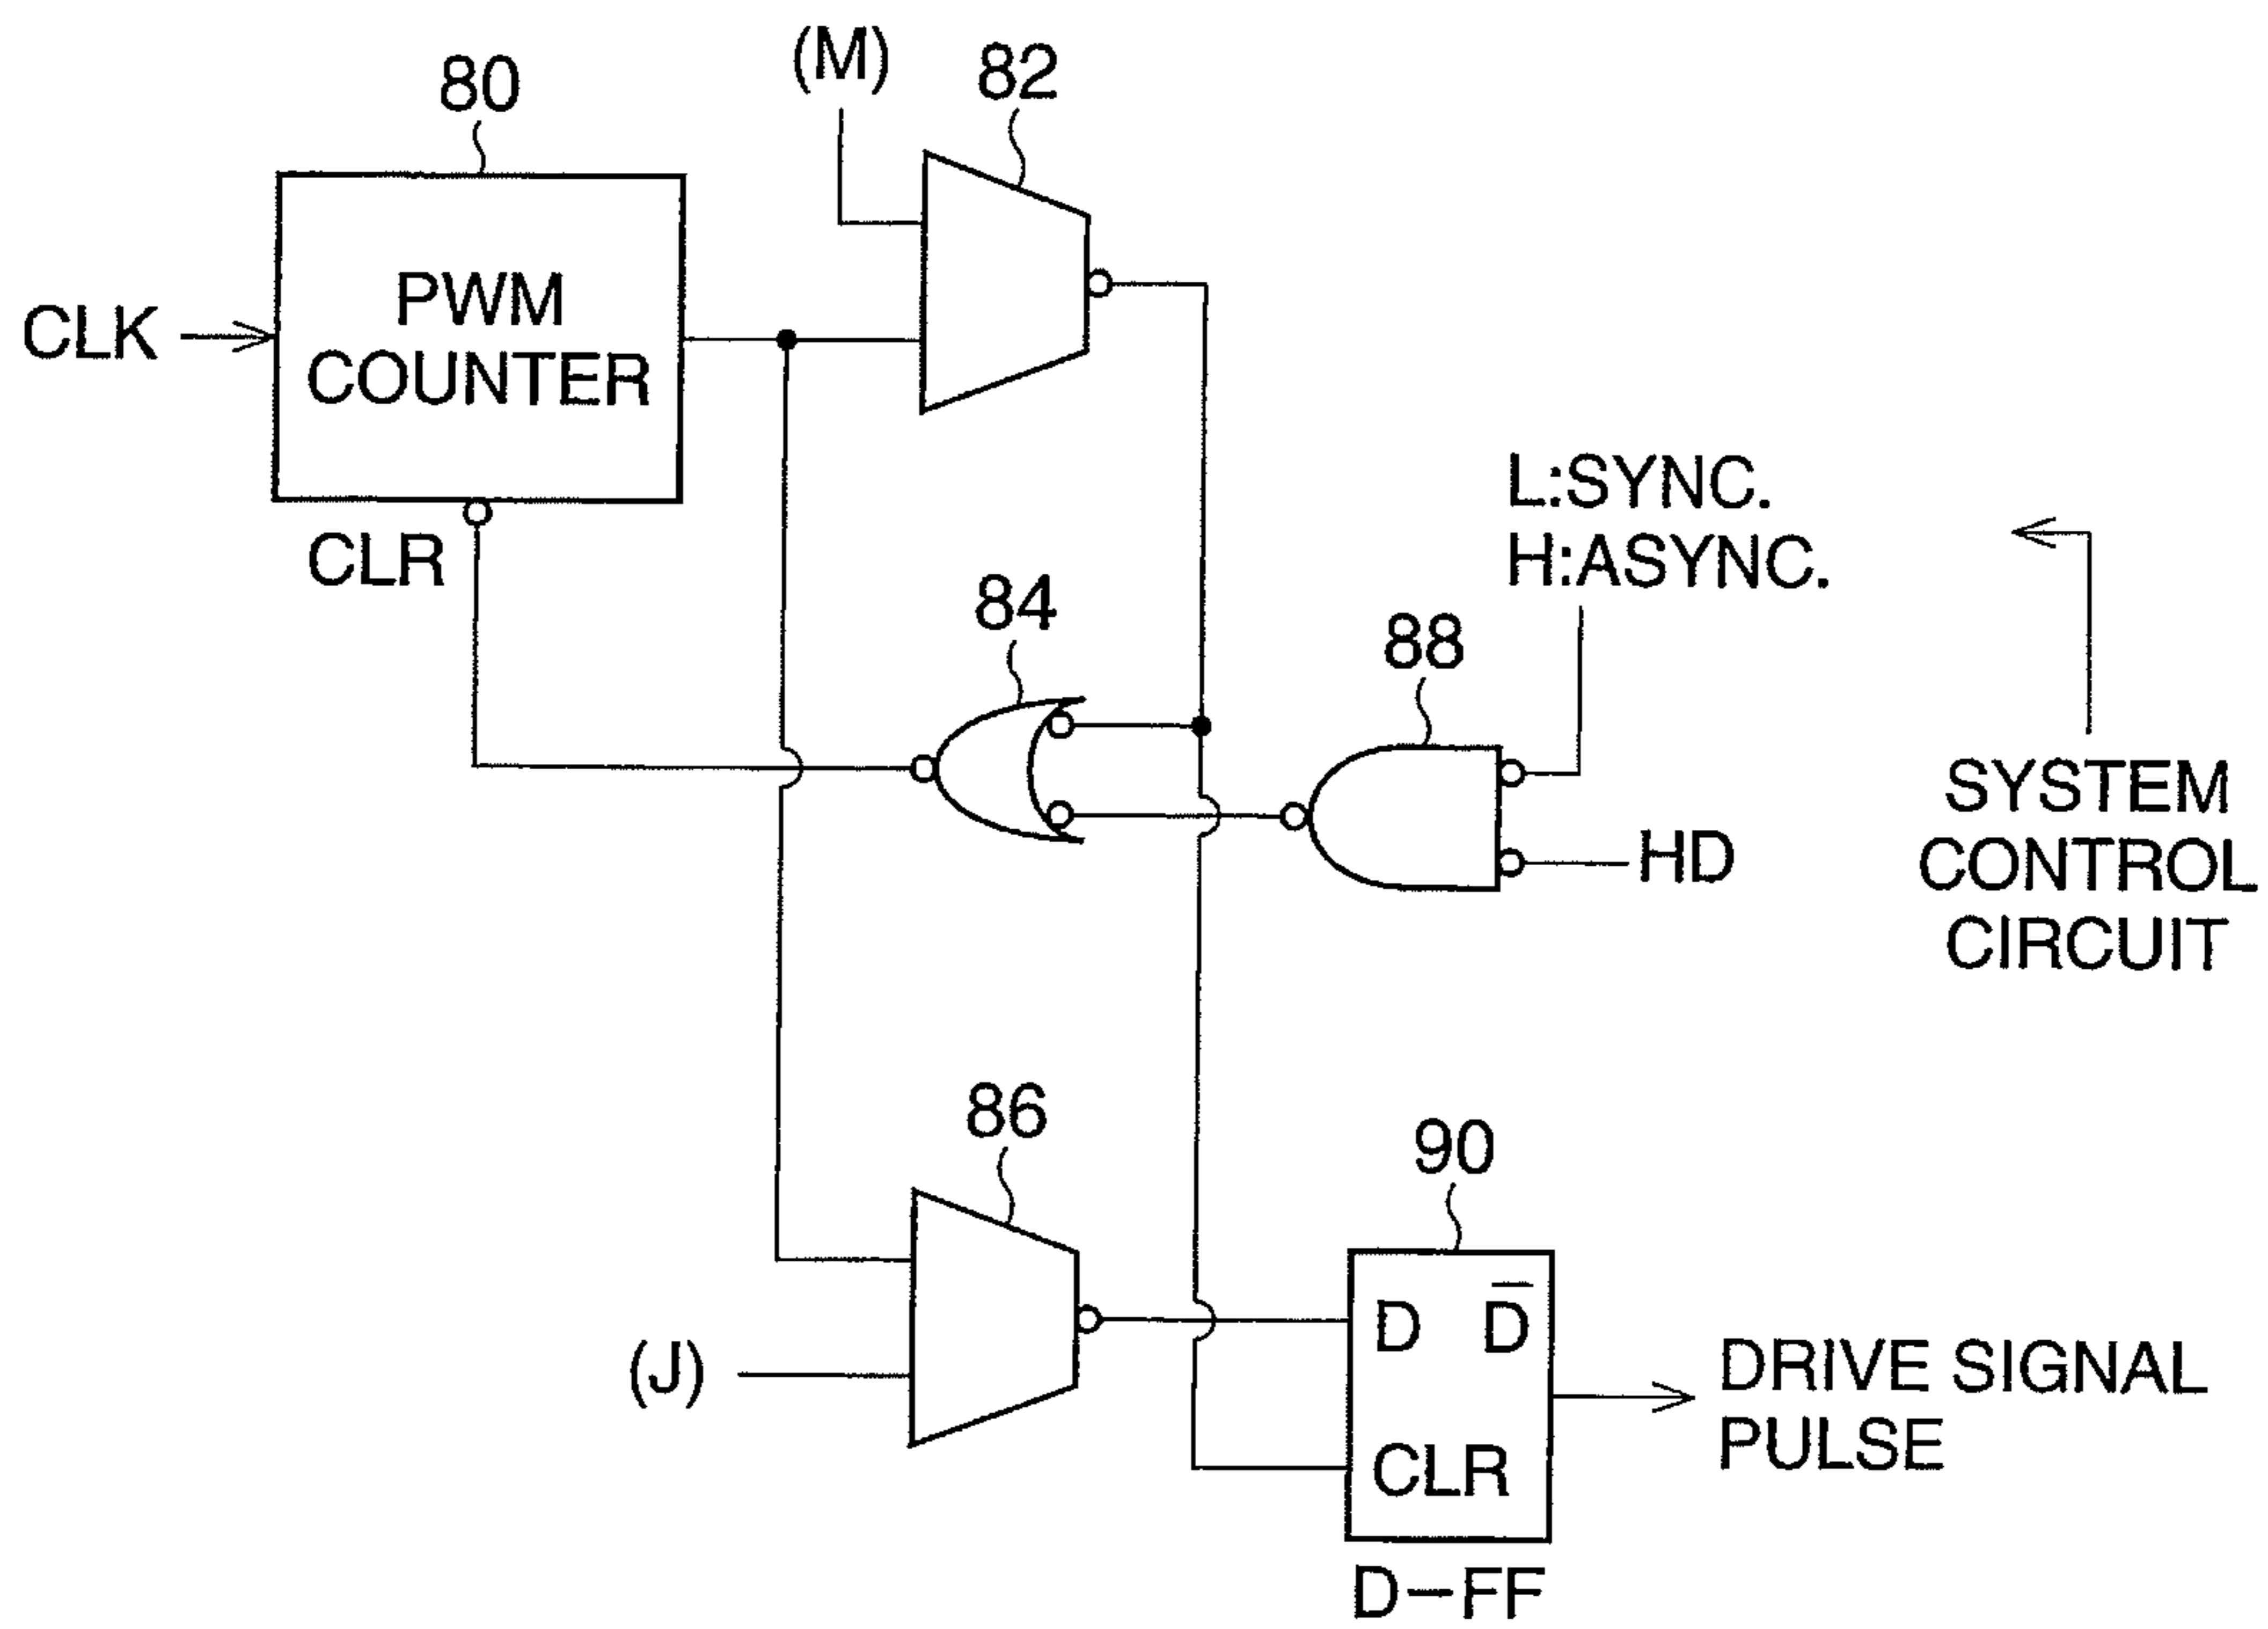 (M)
82
80
CLK
PWM
COUNTER
CLR
L:SYNC.
H:ASYNC.
84
88
HD
SYSTEM
CONTROL
CIRCUIT
86
90
(J)
D D̅
CLR
DRIVE SIGNAL
PULSE
D-FF